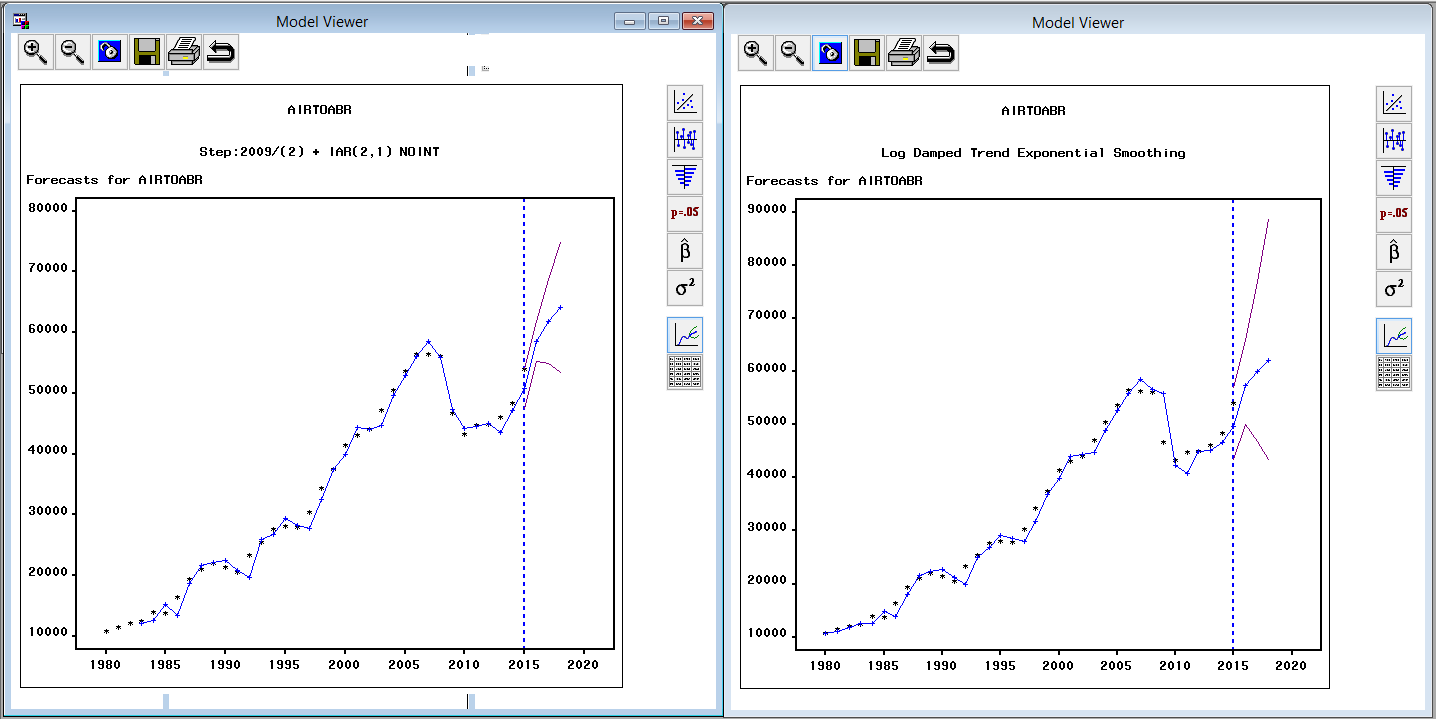 Model Viewer
AIRTOABR
Step:2009/(2) + IAR(2,1) NOINT
Forecasts for AIRTOABR
80000
70000
60000
50000
40000
30000
20000
10000
1980 1985 1990 1995 2000 2005 2010 2015 2020
p=.05
β̂
σ²
Model Viewer
AIRTOABR
Log Damped Trend Exponential Smoothing
Forecasts for AIRTOABR
90000
80000
70000
60000
50000
40000
30000
20000
10000
1980 1985 1990 1995 2000 2005 2010 2015 2020
p=.05
β̂
σ²